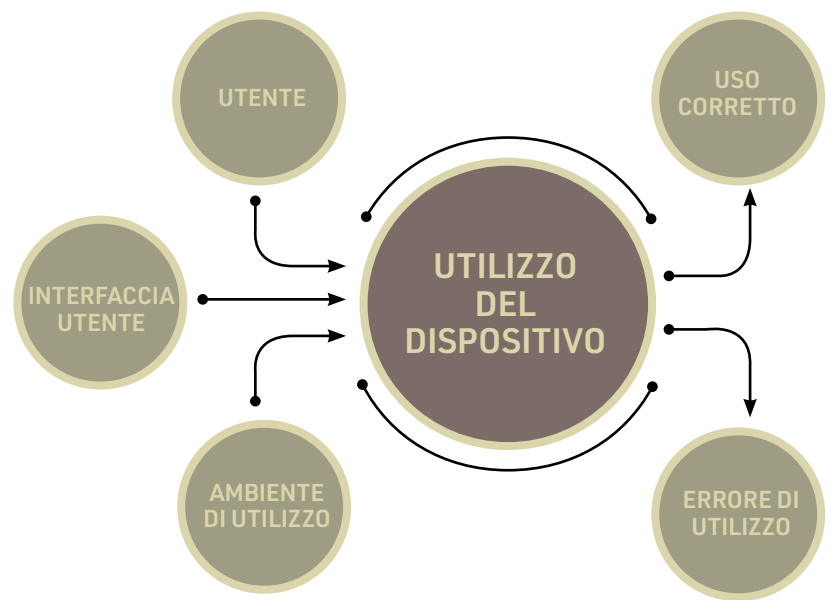 UTENTE
USO
CORRETTO
INTERFACCIA
UTENTE
UTILIZZO
DEL
DISPOSITIVO
AMBIENTE
DI UTILIZZO
ERRORE DI
UTILIZZO